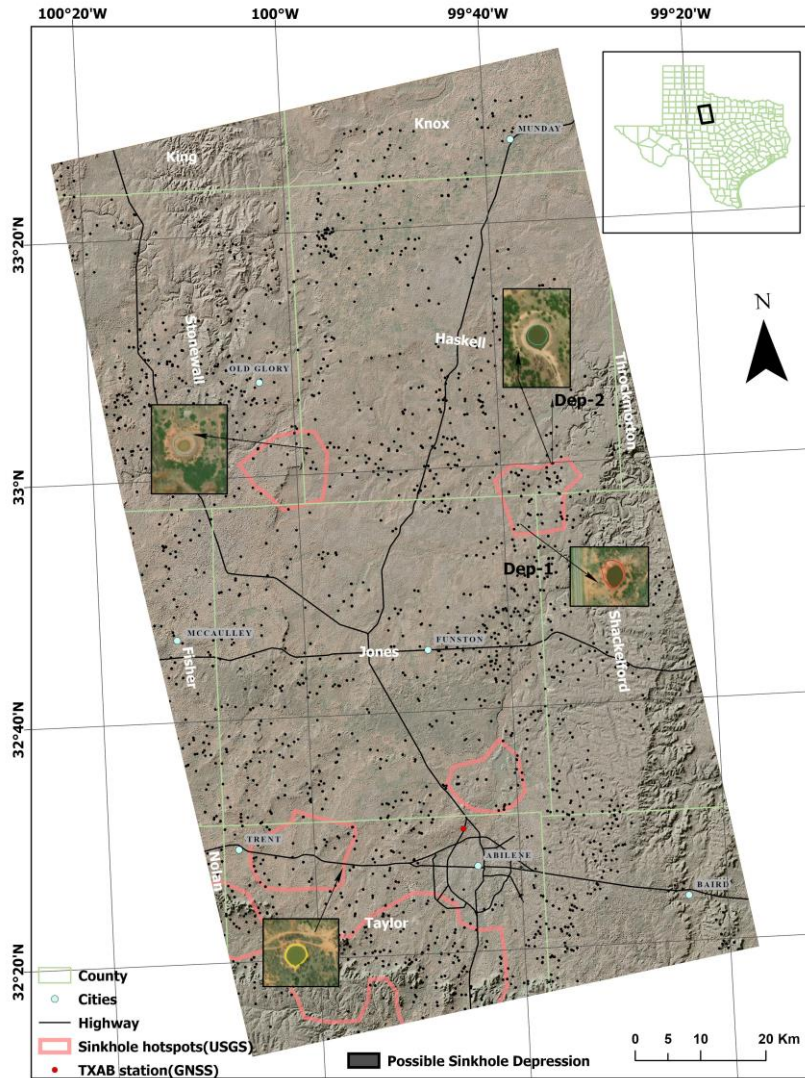 100°20'W 100°W 99°40'W 99°20'W
Knox
MUNDAY
King
33°20'N
Stonewall
Haskell
N
OLD GLORY
Throckmorton
Dep-2
33°N
Dep-1
MCCAULLEY
FUNSTON
Jones
Fisher
Shackelford
32°40'N
TRENT
ABILENE
Nolan
BAIRD
Taylor
32°20'N
County
Cities
Highway
Sinkhole hotspots(USGS)
TXAB station(GNSS)
Possible Sinkhole Depression
0 5 10 20 Km